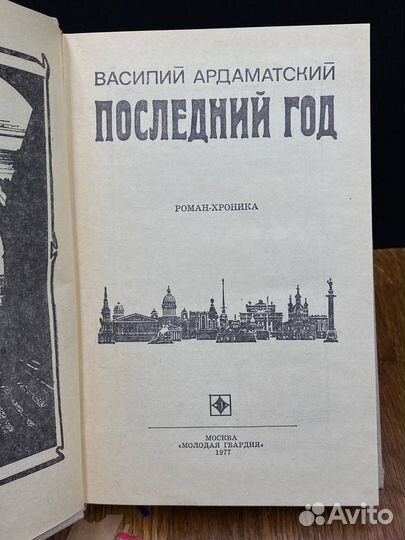 ВАСИЛИЙ АРДАМАТСКИЙ
ПОСЛЕДНИЙ ГОД
РОМАН-ХРОНИКА
МОСКВА
«МОЛОДАЯ ГВАРДИЯ»
1977
Avito